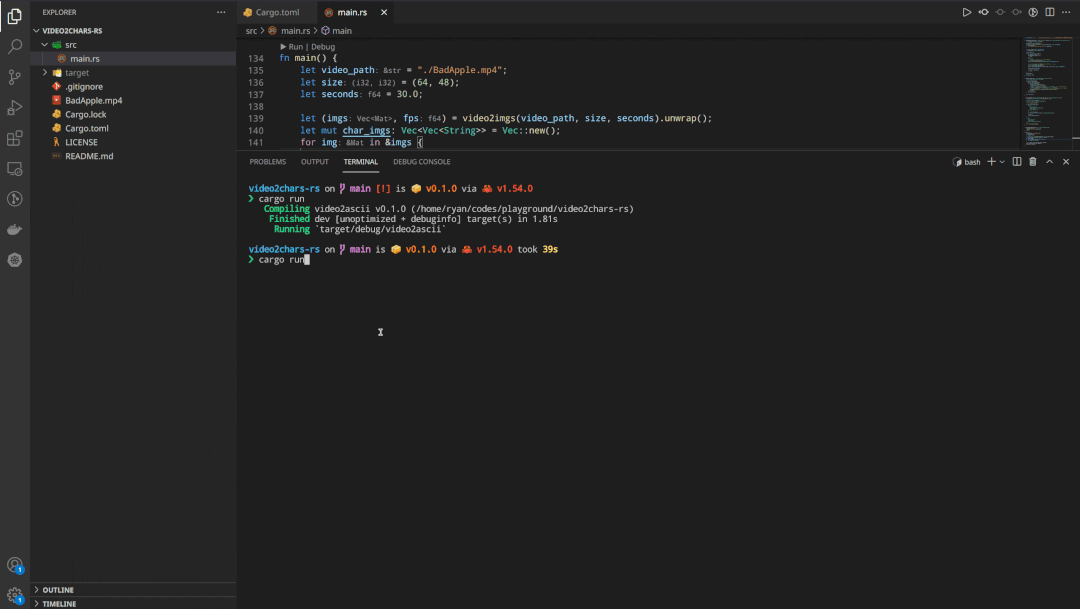 EXPLORER
···
VIDEO2CHARS-RS
src
main.rs
target
.gitignore
BadApple.mp4
Cargo.lock
Cargo.toml
LICENSE
README.md
OUTLINE
TIMELINE
1
1
Cargo.toml
main.rs
src > main.rs > main
Run | Debug
134 fn main() {
135 let video_path: &str = "./BadApple.mp4";
136 let size: (i32, i32) = (64, 48);
137 let seconds: f64 = 30.0;
138
139 let (imgs: Vec<Mat>, fps: f64) = video2imgs(video_path, size, seconds).unwrap();
140 let mut char_imgs: Vec<Vec<String>> = Vec::new();
141 for img: &Mat in &imgs {
PROBLEMS OUTPUT TERMINAL DEBUG CONSOLE
bash
video2chars-rs on main [!] is v0.1.0 via v1.54.0
❯ cargo run
Compiling video2ascii v0.1.0 (/home/ryan/codes/playground/video2chars-rs)
Finished dev [unoptimized + debuginfo] target(s) in 1.81s
Running `target/debug/video2ascii`
video2chars-rs on main is v0.1.0 via v1.54.0 took 39s
❯ cargo run